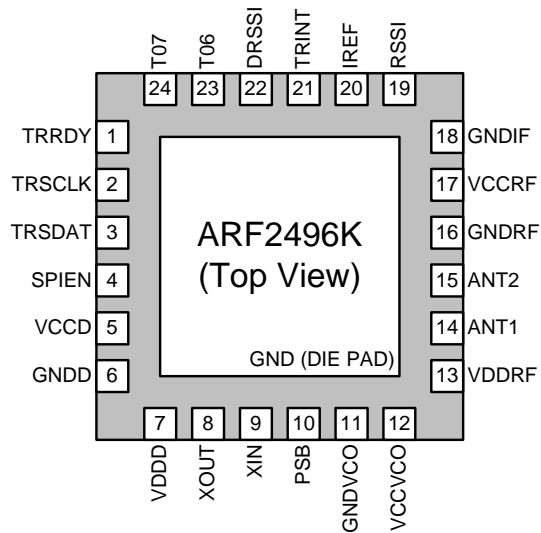 T07
T06
DRSSI
TRINT
IREF
RSSI
24
23
22
21
20
19
TRRDY 1
TRSCLK 2
TRSDAT 3
SPIEN 4
VCCD 5
GNDD 6
18 GNDIF
17 VCCRF
16 GNDRF
15 ANT2
14 ANT1
13 VDDRF
ARF2496K
(Top View)
GND (DIE PAD)
7
8
9
10
11
12
VDDD
XOUT
XIN
PSB
GNDVCO
VCCVCO